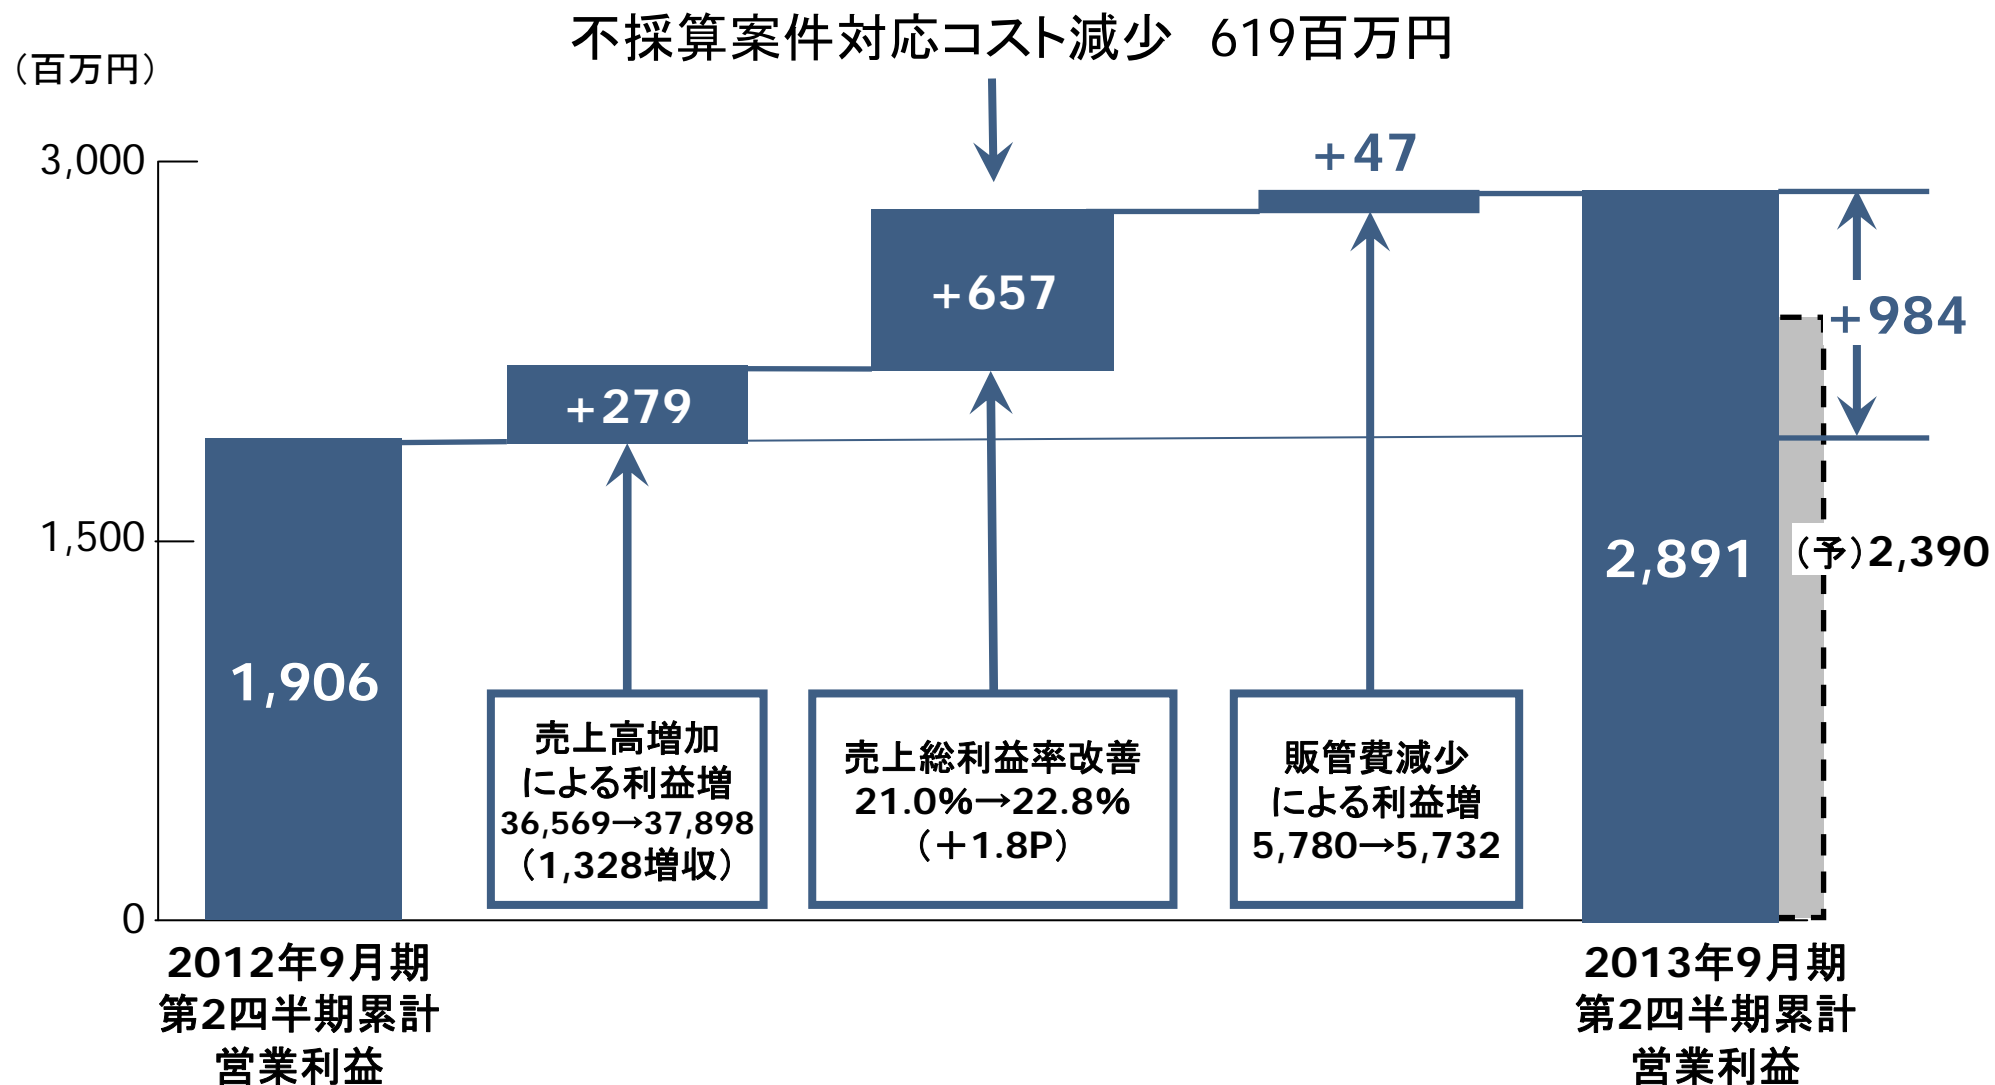 不採算案件対応コスト減少　619百万円
（百万円）
3,000
1,500
0
+47
+657
+279
+984
1,906
2,891
（予）2,390
売上高増加
による利益増
36,569→37,898
（1,328増収）
売上総利益率改善
21.0%→22.8%
（＋1.8P）
販管費減少
による利益増
5,780→5,732
2012年9月期
第2四半期累計
営業利益
2013年9月期
第2四半期累計
営業利益